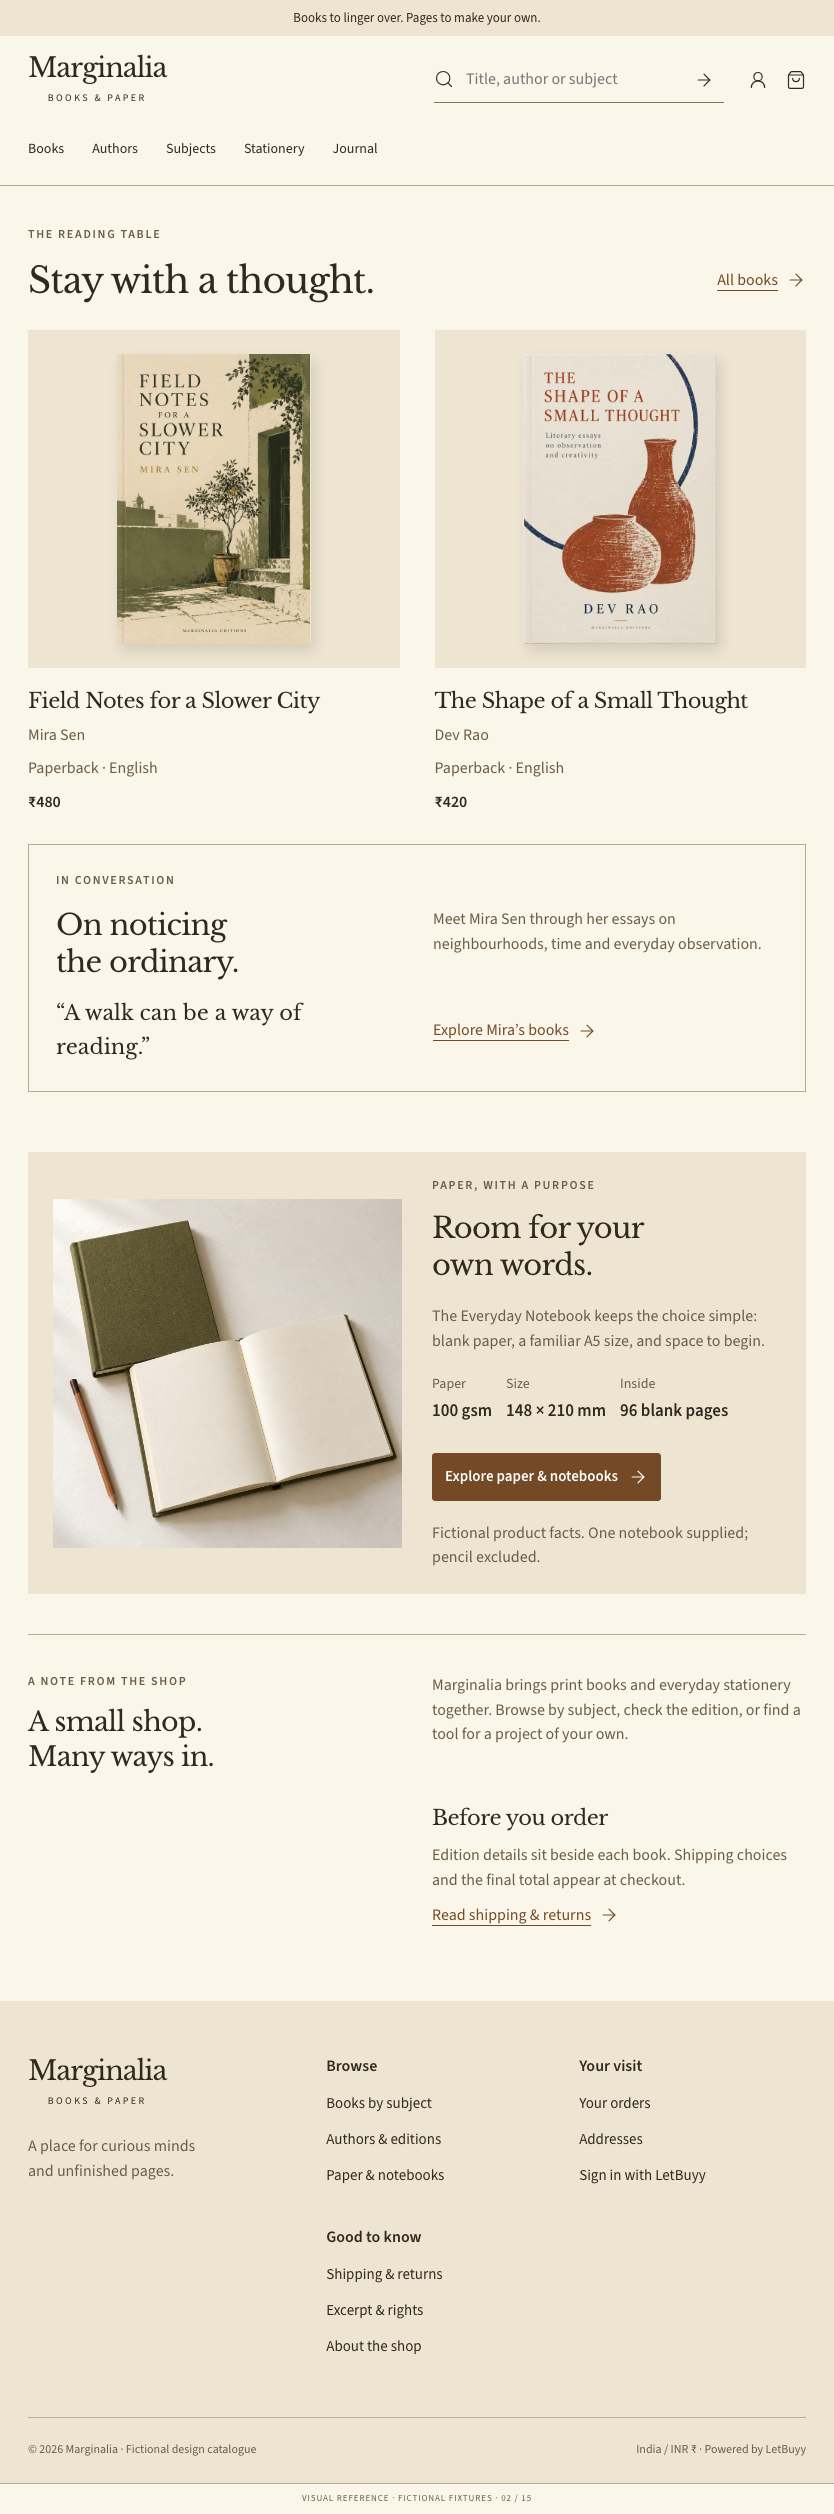 Books to linger over. Pages to make your own.
Marginalia
BOOKS & PAPER
Title, author or subject
Books Authors Subjects Stationery Journal
THE READING TABLE
Stay with a thought.
All books
FIELD
NOTES
FOR A
SLOWER
CITY
MIRA SEN
MARGINALIA EDITIONS
THE
SHAPE OF A
SMALL THOUGHT
Literary essays
on observation
and creativity
DEV RAO
MARGINALIA EDITIONS
Field Notes for a Slower City
Mira Sen
Paperback · English
₹480
The Shape of a Small Thought
Dev Rao
Paperback · English
₹420
IN CONVERSATION
On noticing
the ordinary.
“A walk can be a way of
reading.”
Meet Mira Sen through her essays on
neighbourhoods, time and everyday observation.
Explore Mira’s books
PAPER, WITH A PURPOSE
Room for your
own words.
The Everyday Notebook keeps the choice simple:
blank paper, a familiar A5 size, and space to begin.
Paper Size Inside
100 gsm 148 × 210 mm 96 blank pages
Explore paper & notebooks
Fictional product facts. One notebook supplied;
pencil excluded.
A NOTE FROM THE SHOP
A small shop.
Many ways in.
Marginalia brings print books and everyday stationery
together. Browse by subject, check the edition, or find a
tool for a project of your own.
Before you order
Edition details sit beside each book. Shipping choices
and the final total appear at checkout.
Read shipping & returns
Marginalia
BOOKS & PAPER
A place for curious minds
and unfinished pages.
Browse
Books by subject
Authors & editions
Paper & notebooks
Your visit
Your orders
Addresses
Sign in with LetBuyy
Good to know
Shipping & returns
Excerpt & rights
About the shop
© 2026 Marginalia · Fictional design catalogue
India / INR ₹ · Powered by LetBuyy
VISUAL REFERENCE · FICTIONAL FIXTURES · 02 / 15